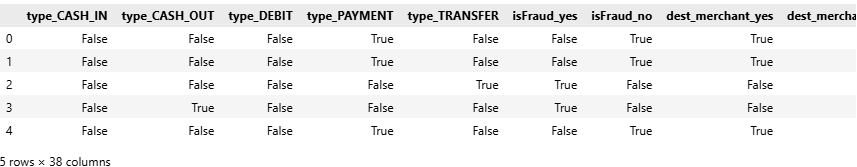 type_CASH_IN type_CASH_OUT type_DEBIT type_PAYMENT type_TRANSFER isFraud_yes isFraud_no dest_merchant_yes dest_mercha
0 False False False True False False True True
1 False False False True False False True True
2 False False False False True True False False
3 False True False False False True False False
4 False False False True False False True True
5 rows × 38 columns